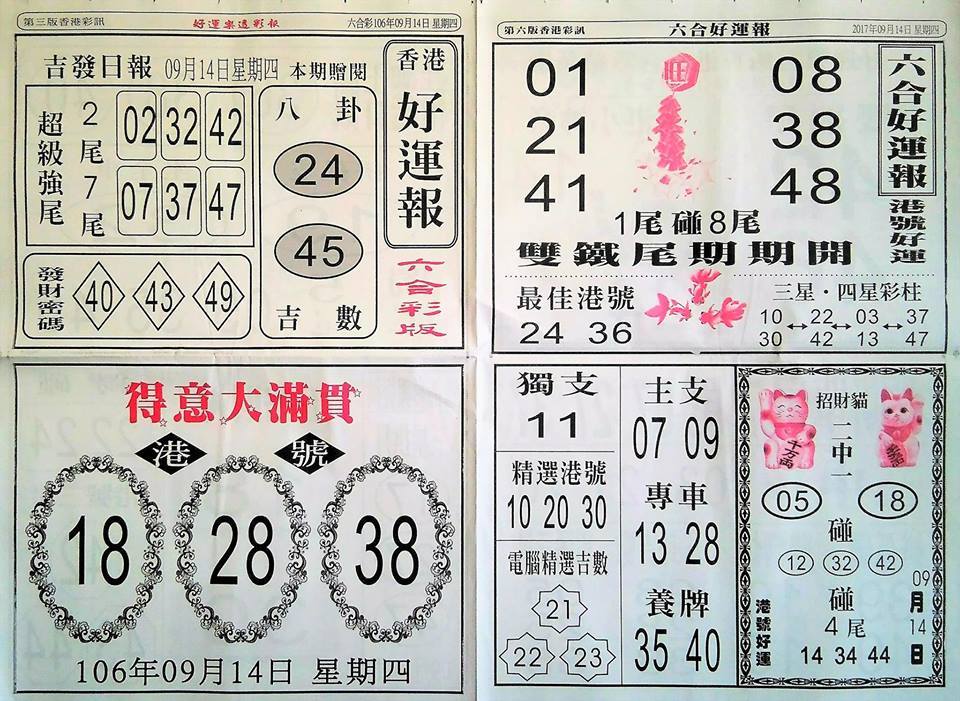 第三版香港彩訊
好運樂透彩報
六合彩106年09月14日 星期四
吉發日報 09月14日星期四 本期贈閱
超級強尾
2尾7尾
02 32 42
07 37 47
發財密碼
40 43 49
八卦
24
45
吉數
香港
好運報
六合彩版
得意大滿貫
港號
18 28 38
106年09月14日 星期四
第六版香港彩訊
六合好運報
2017年09月14日 星期四
01
21
41
旺
08
38
48
1尾碰8尾
雙鐵尾期期開
六合好運報
港號好運
最佳港號
24 36
三星·四星彩柱
10 22 03 37
30 42 13 47
獨支
11
精選港號
10 20 30
電腦精選吉數
21
22 23
主支
07 09
專車
13 28
養牌
35 40
招財貓
千万両
二中一
05 18
碰
12 32 42
碰
4尾
14 34 44
港號好運
09月14日